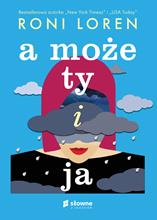 Bestsellerowa autorka „New York Timesa” i „USA Today”
RONI LOREN
a może
ty i
ja
słowne